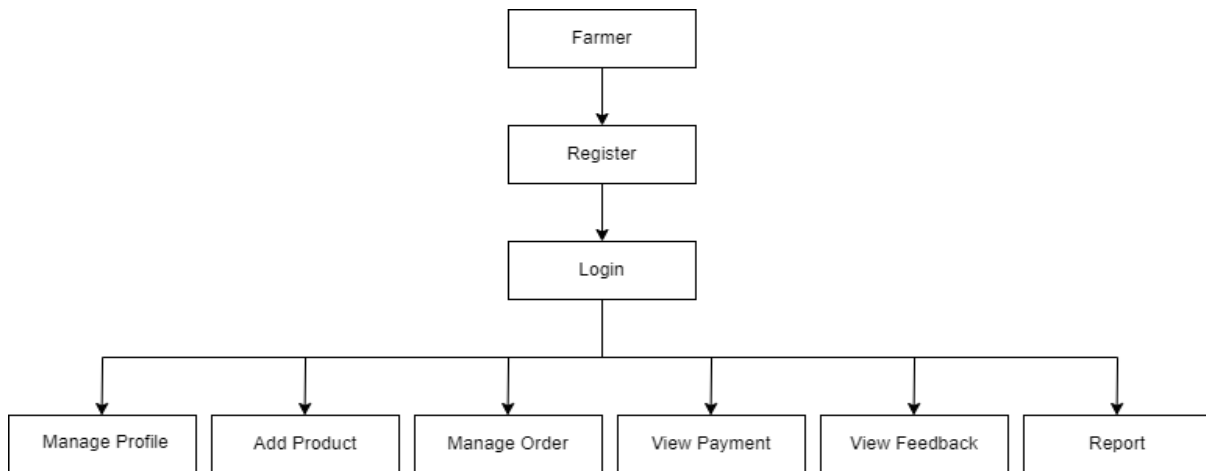 Farmer
Register
Login
Manage Profile
Add Product
Manage Order
View Payment
View Feedback
Report